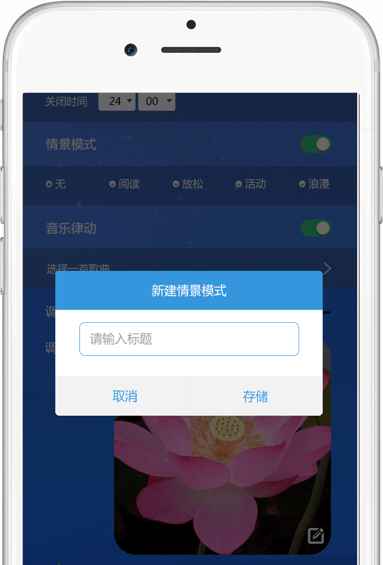 关闭时间 24 00
情景模式
无 阅读 放松 活动 浪漫
音乐律动
选择一首歌曲
新建情景模式
调
请输入标题
调
取消 存储